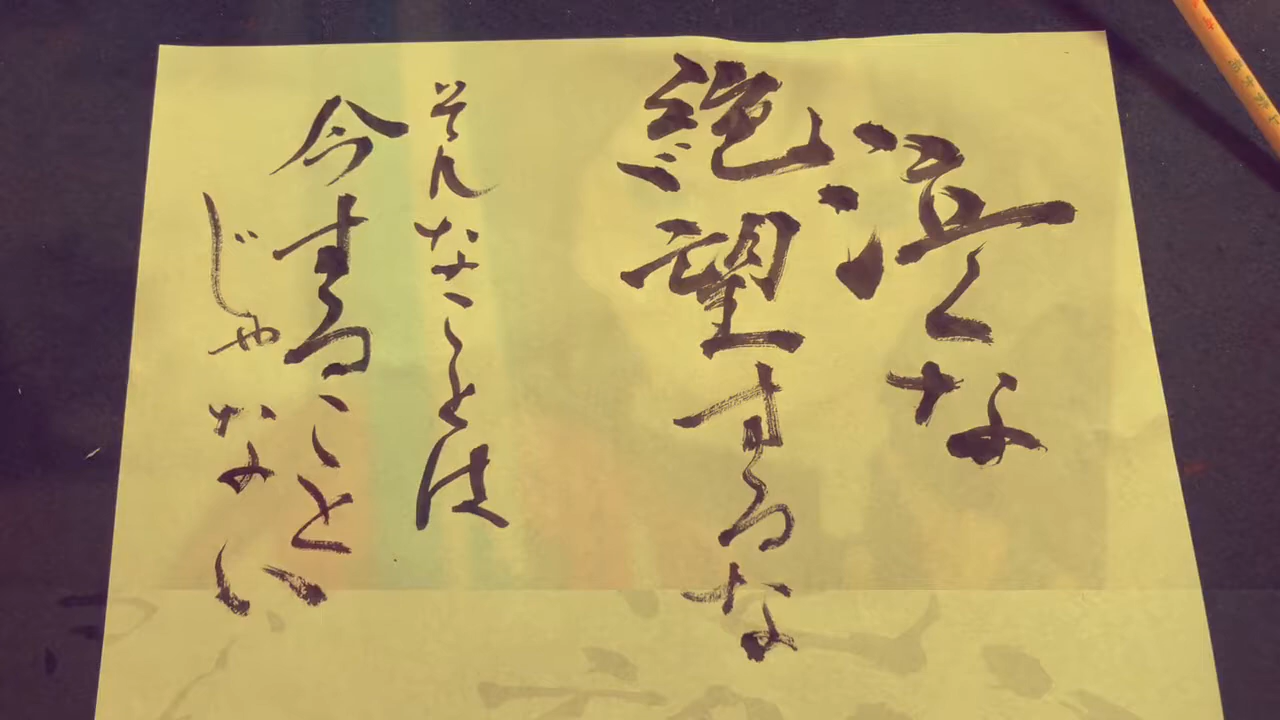 泣くな
絶望するな
そんなことは
今することじゃない